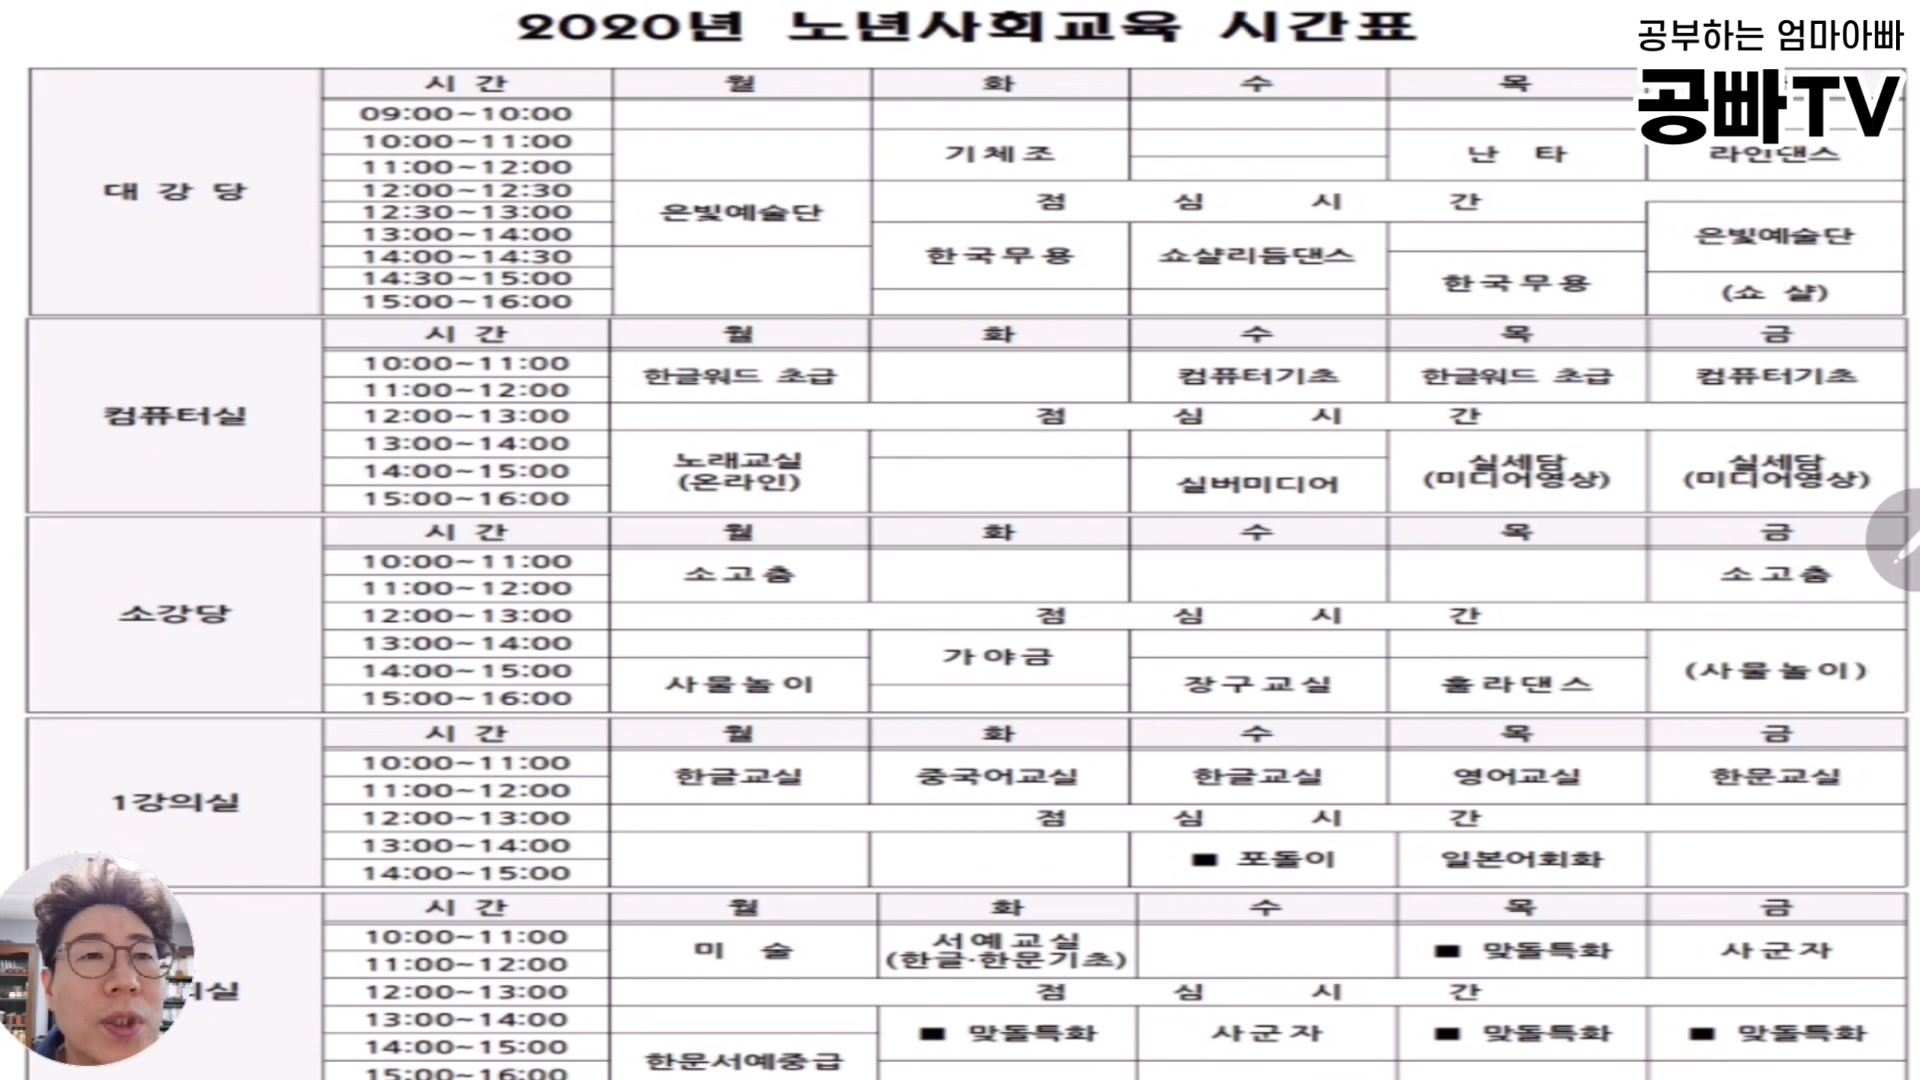 2020년 노년사회교육 시간표
공부하는 엄마아빠
공빠TV
대 강 당
시 간 월 화 수 목
09:00~10:00
10:00~11:00
11:00~12:00
기체조 난 타 라인댄스
12:00~12:30
12:30~13:00
13:00~14:00
은빛예술단
점 심 시 간
14:00~14:30
14:30~15:00
15:00~16:00
한국무용 쇼샬리듬댄스 한국무용
은빛예술단
(쇼 샬)
컴퓨터실
시 간 월 화 수 목 금
10:00~11:00
11:00~12:00
한글워드 초급 컴퓨터기초 한글워드 초급 컴퓨터기초
12:00~13:00 점 심 시 간
13:00~14:00
14:00~15:00
15:00~16:00
노래교실
(온라인)
실버미디어
실세담
(미디어영상)
실세담
(미디어영상)
소강당
시 간 월 화 수 목 금
10:00~11:00
11:00~12:00
소고춤 소고춤
12:00~13:00 점 심 시 간
13:00~14:00
14:00~15:00
15:00~16:00
사물놀이 가야금 장구교실 훌라댄스 (사물놀이)
1강의실
시 간 월 화 수 목 금
10:00~11:00
11:00~12:00
한글교실 중국어교실 한글교실 영어교실 한문교실
12:00~13:00 점 심 시 간
13:00~14:00
14:00~15:00
■ 포돌이 일본어회화
시 간 월 화 수 목 금
10:00~11:00
11:00~12:00
미 술
서예교실
(한글·한문기초)
■ 맞돌특화 사군자
12:00~13:00 점 심 시 간
13:00~14:00
14:00~15:00
15:00~16:00
한문서예중급 ■ 맞돌특화 사군자 ■ 맞돌특화 ■ 맞돌특화